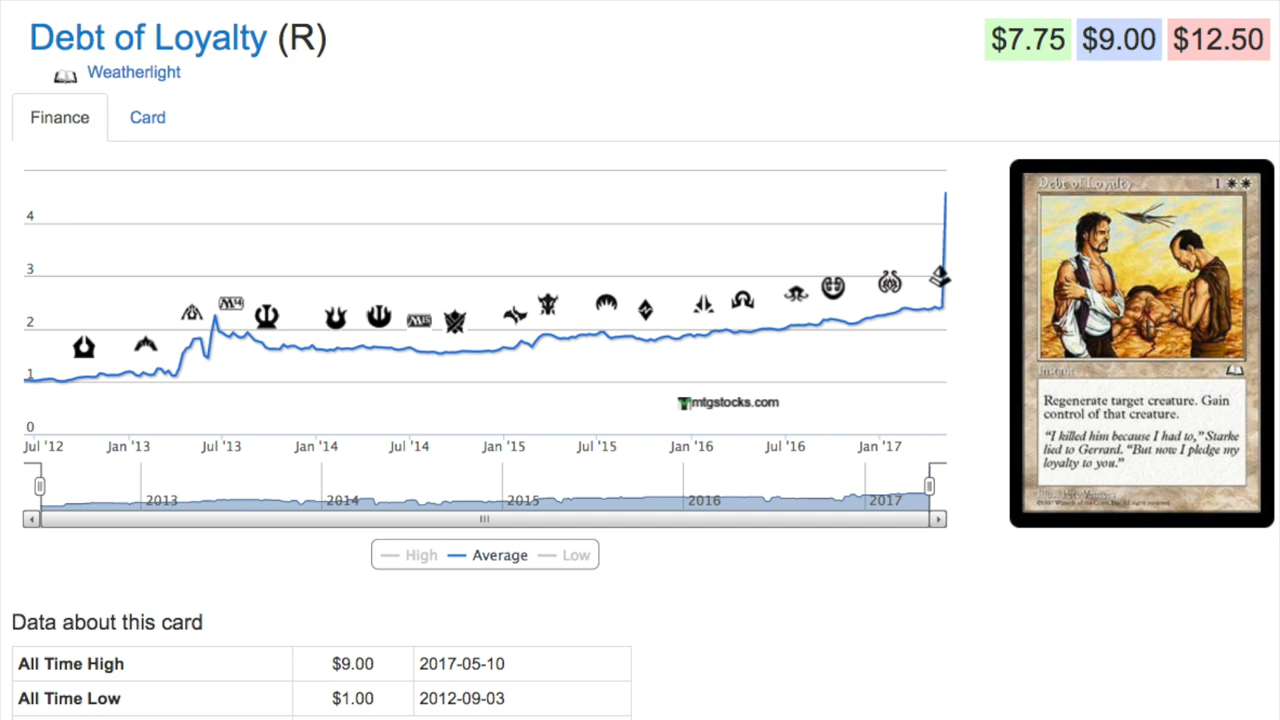 Debt of Loyalty (R)
$7.75 $9.00 $12.50
Weatherlight
Finance Card
4
3
2
1
0
M14
M15
mtgstocks.com
Jul '12 Jan '13 Jul '13 Jan '14 Jul '14 Jan '15 Jul '15 Jan '16 Jul '16 Jan '17
2013 2014 2015 2016 2017
High Average Low
Debt of Loyalty 1
Instant
Regenerate target creature. Gain
control of that creature.
"I killed him because I had to," Starke
lied to Gerrard. "But now I pledge my
loyalty to you."
Data about this card
All Time High $9.00 2017-05-10
All Time Low $1.00 2012-09-03